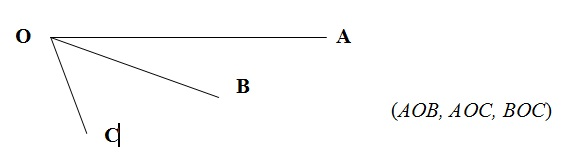 O A
B
(AOB, AOC, BOC)
C